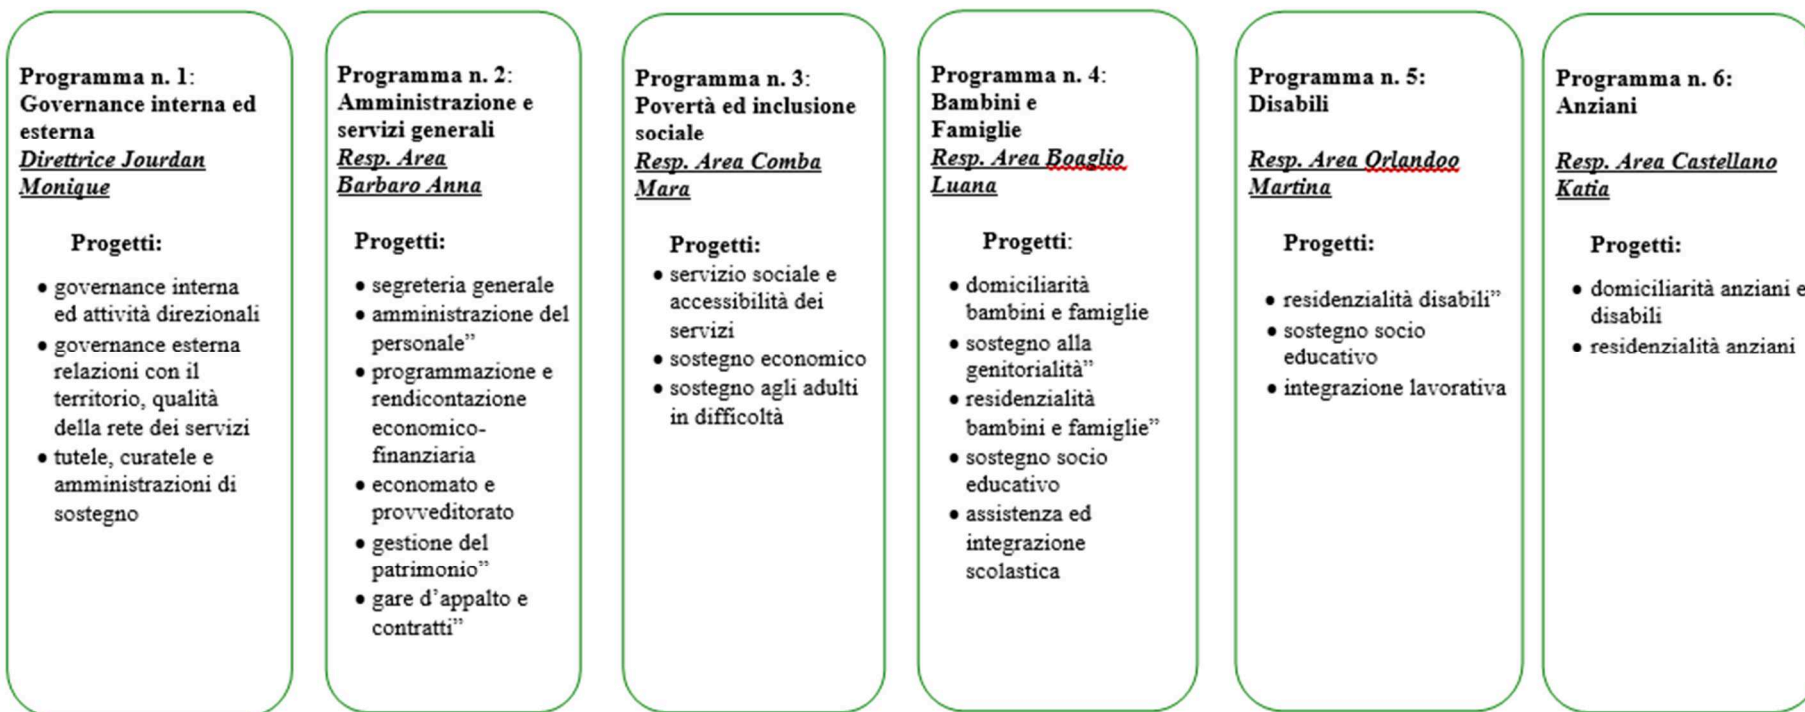 Programma n. 1:
Governance interna ed
esterna
Direttrice Jourdan
Monique
Progetti:
• governance interna
ed attività direzionali
• governance esterna
relazioni con il
territorio, qualità
della rete dei servizi
• tutele, curatele e
amministrazioni di
sostegno
Programma n. 2:
Amministrazione e
servizi generali
Resp. Area
Barbaro Anna
Progetti:
• segreteria generale
• amministrazione del
personale”
• programmazione e
rendicontazione
economico-
finanziaria
• economato e
provveditorato
• gestione del
patrimonio”
• gare d’appalto e
contratti”
Programma n. 3:
Povertà ed inclusione
sociale
Resp. Area Comba
Mara
Progetti:
• servizio sociale e
accessibilità dei
servizi
• sostegno economico
• sostegno agli adulti
in difficoltà
Programma n. 4:
Bambini e
Famiglie
Resp. Area Boaglio
Luana
Progetti:
• domiciliarità
bambini e famiglie
• sostegno alla
genitorialità”
• residenzialità
bambini e famiglie”
• sostegno socio
educativo
• assistenza ed
integrazione
scolastica
Programma n. 5:
Disabili
Resp. Area Orlandoo
Martina
Progetti:
• residenzialità disabili”
• sostegno socio
educativo
• integrazione lavorativa
Programma n. 6:
Anziani
Resp. Area Castellano
Katia
Progetti:
• domiciliarità anziani e
disabili
• residenzialità anziani